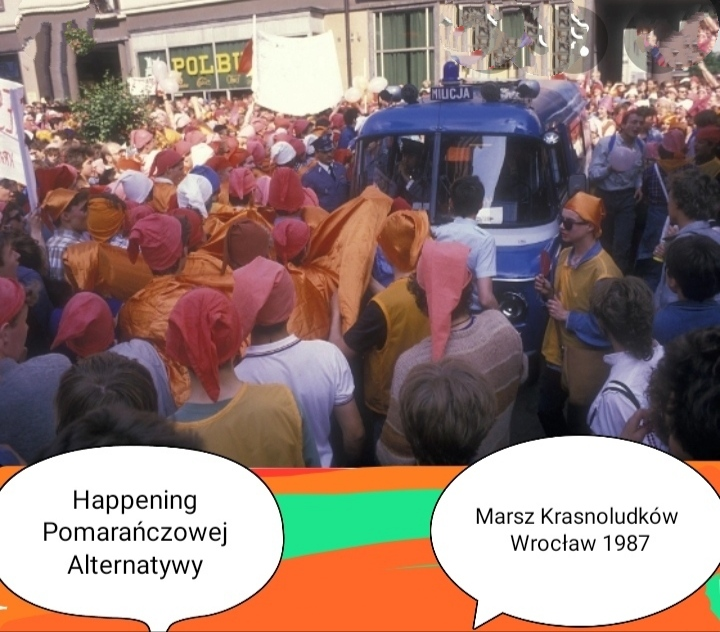 POLBU
MILICJA
Happening
Pomarańczowej
Alternatywy
Marsz Krasnoludków
Wrocław 1987